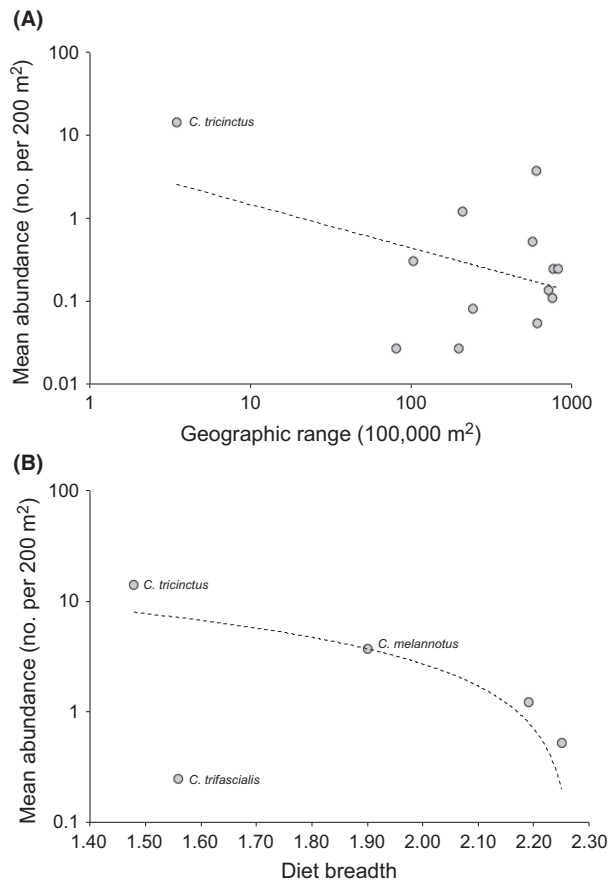 (A)
100
10
1
0.1
0.01
Mean abundance (no. per 200 m²)
C. tricinctus
1 10 100 1000
Geographic range (100,000 m²)
(B)
100
10
1
0.1
Mean abundance (no. per 200 m²)
C. tricinctus
C. melannotus
C. trifascialis
1.40 1.50 1.60 1.70 1.80 1.90 2.00 2.10 2.20 2.30
Diet breadth